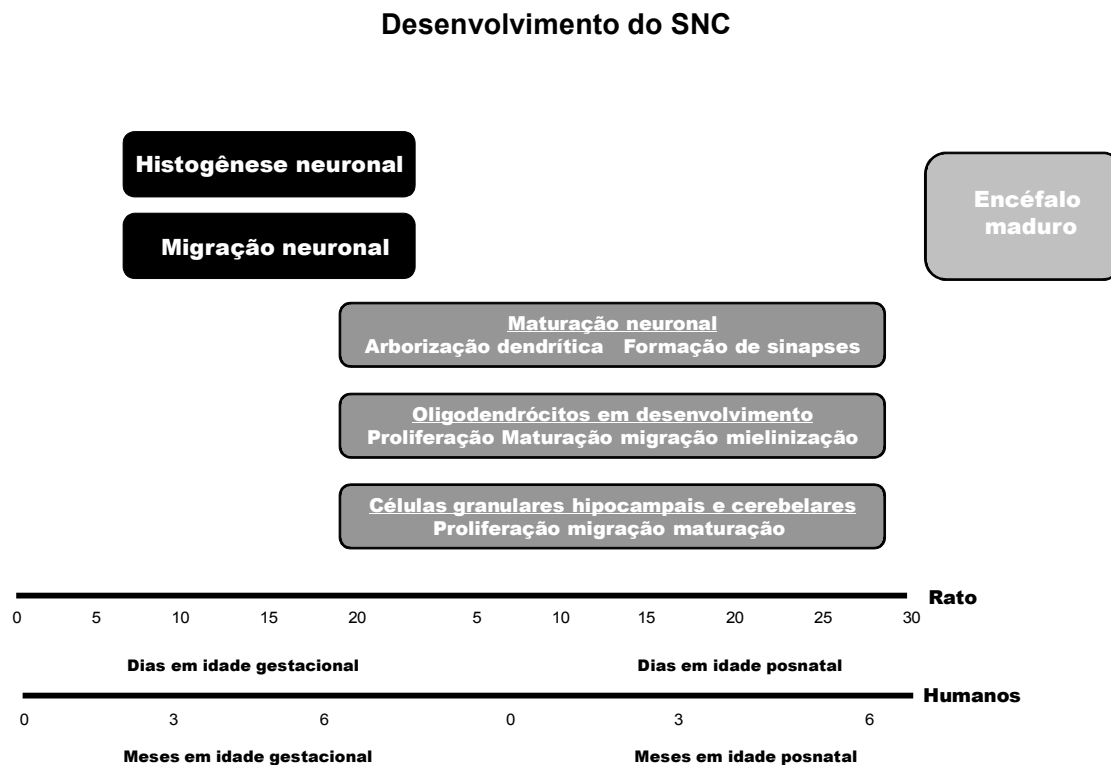 Desenvolvimento do SNC
Histogênese neuronal
Migração neuronal
Encéfalo
maduro
Maturação neuronal
Arborização dendrítica Formação de sinapses
Oligodendrócitos em desenvolvimento
Proliferação Maturação migração mielinização
Células granulares hipocampais e cerebelares
Proliferação migração maturação
Rato
0 5 10 15 20 5 10 15 20 25 30
Dias em idade gestacional Dias em idade posnatal
Humanos
0 3 6 0 3 6
Meses em idade gestacional Meses em idade posnatal